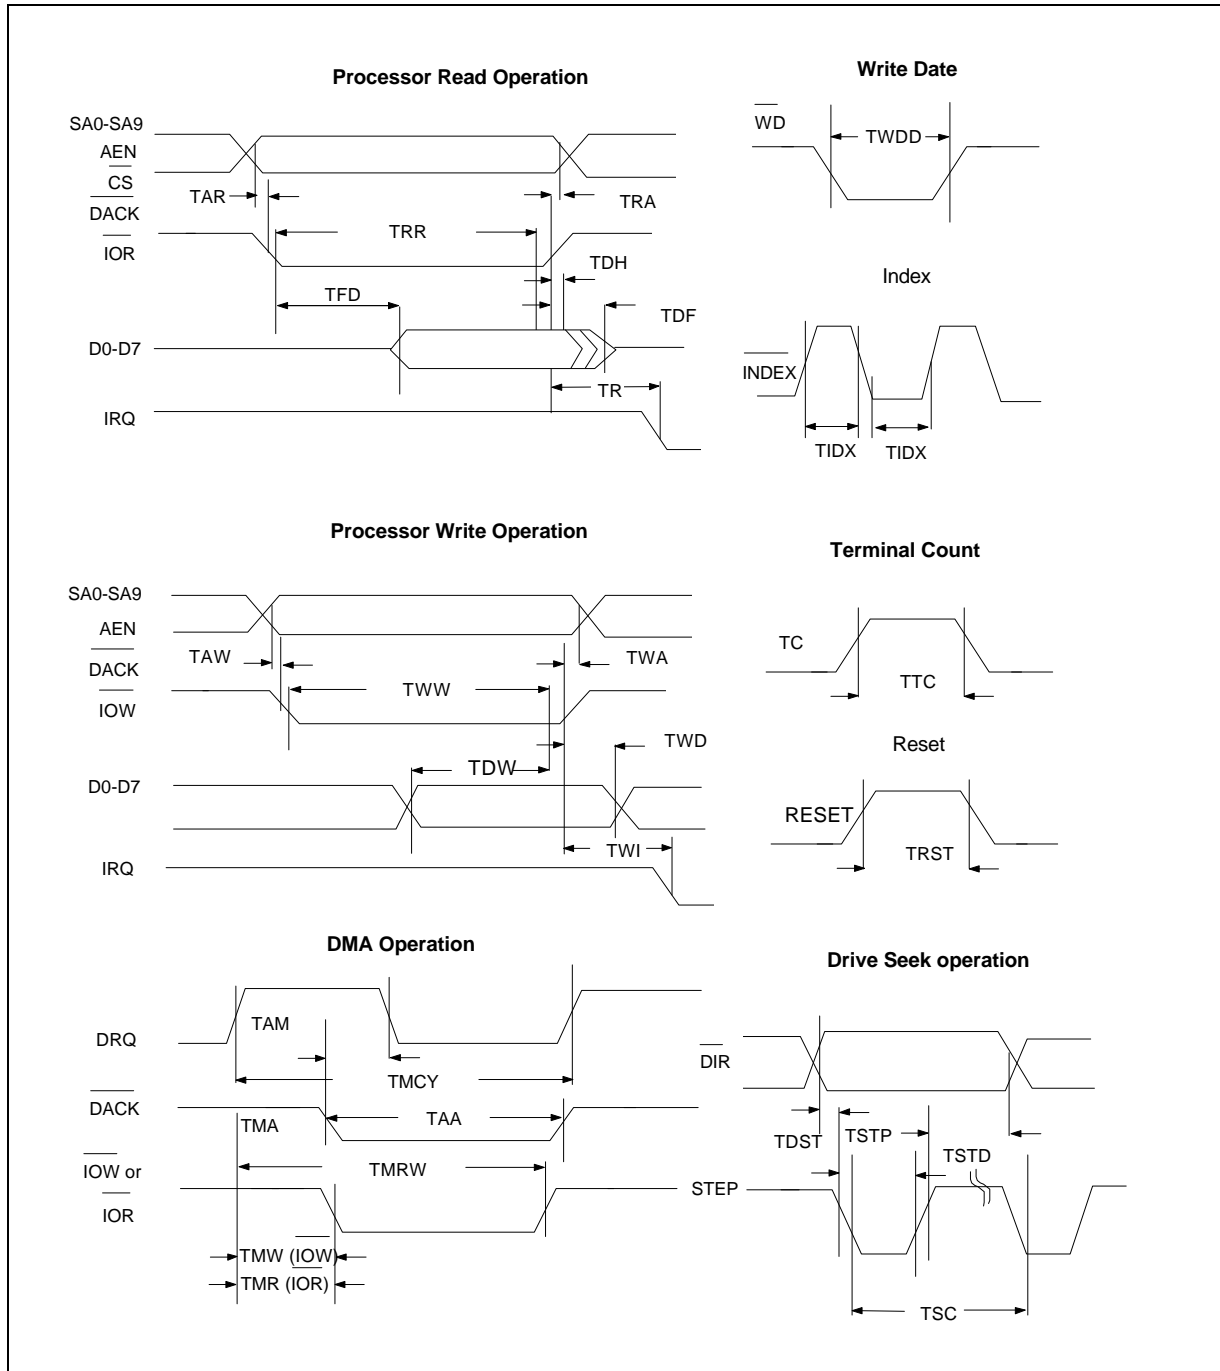 Processor Read Operation
SA0-SA9
AEN
CS
DACK
IOR
TAR
TRA
TRR
TDH
TFD
TDF
D0-D7
TR
IRQ
Write Date
WD
TWDD
Index
INDEX
TIDX
TIDX
Processor Write Operation
SA0-SA9
AEN
DACK
IOW
TAW
TWA
TWW
TWD
TDW
D0-D7
TWI
IRQ
Terminal Count
TC
TTC
Reset
RESET
TRST
DMA Operation
DRQ
TAM
TMCY
DACK
TMA
TAA
IOW or
IOR
TMRW
TMW (IOW)
TMR (IOR)
Drive Seek operation
DIR
TDST
TSTP
TSTD
STEP
TSC